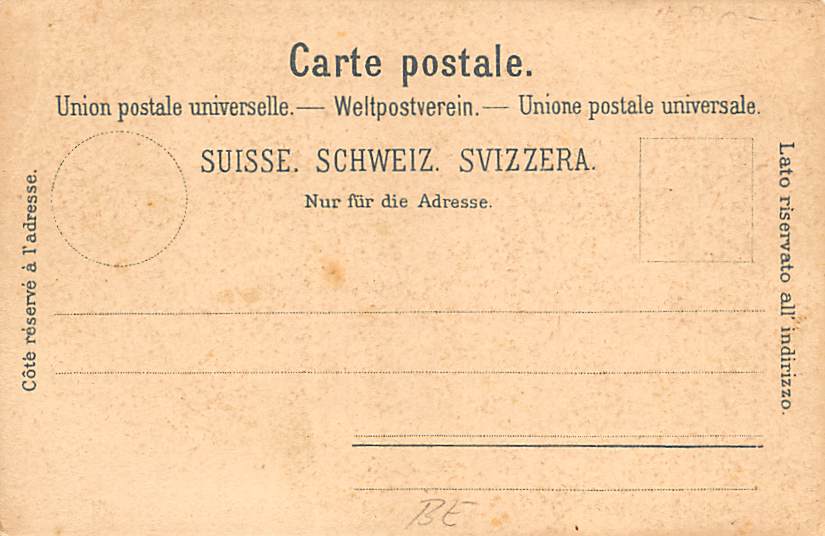 Carte postale.
Union postale universelle.— Weltpostverein.— Unione postale universale.
SUISSE. SCHWEIZ. SVIZZERA.
Nur für die Adresse.
Côté réservé à l'adresse.
Lato riservato all' indirizzo.
BE